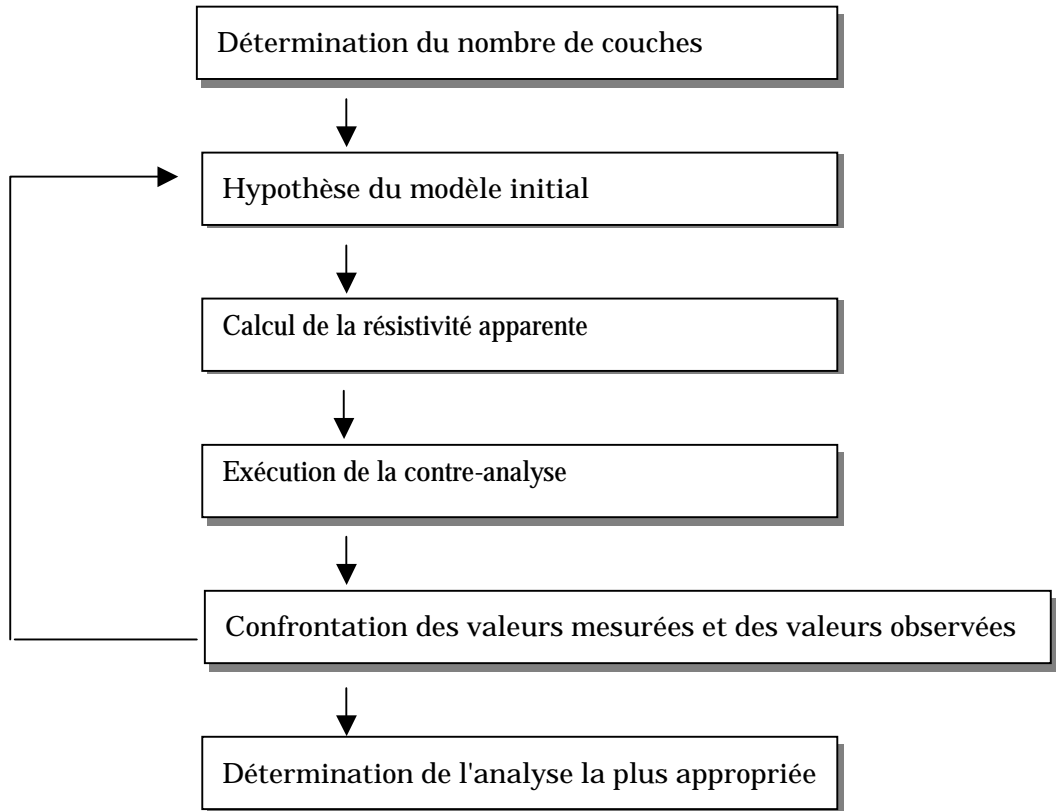 Détermination du nombre de couches
Hypothèse du modèle initial
Calcul de la résistivité apparente
Exécution de la contre-analyse
Confrontation des valeurs mesurées et des valeurs observées
Détermination de l'analyse la plus appropriée